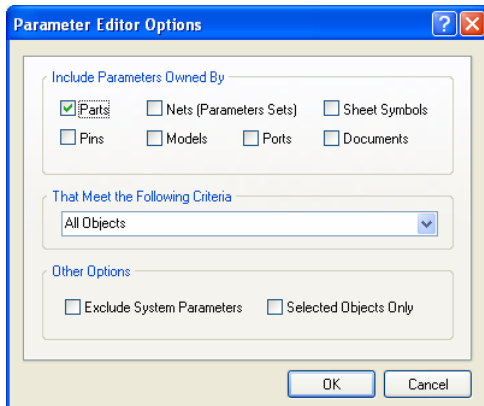 Parameter Editor Options
Include Parameters Owned By
Parts Nets (Parameters Sets) Sheet Symbols
Pins Models Ports Documents
That Meet the Following Criteria
All Objects
Other Options
Exclude System Parameters Selected Objects Only
OK Cancel